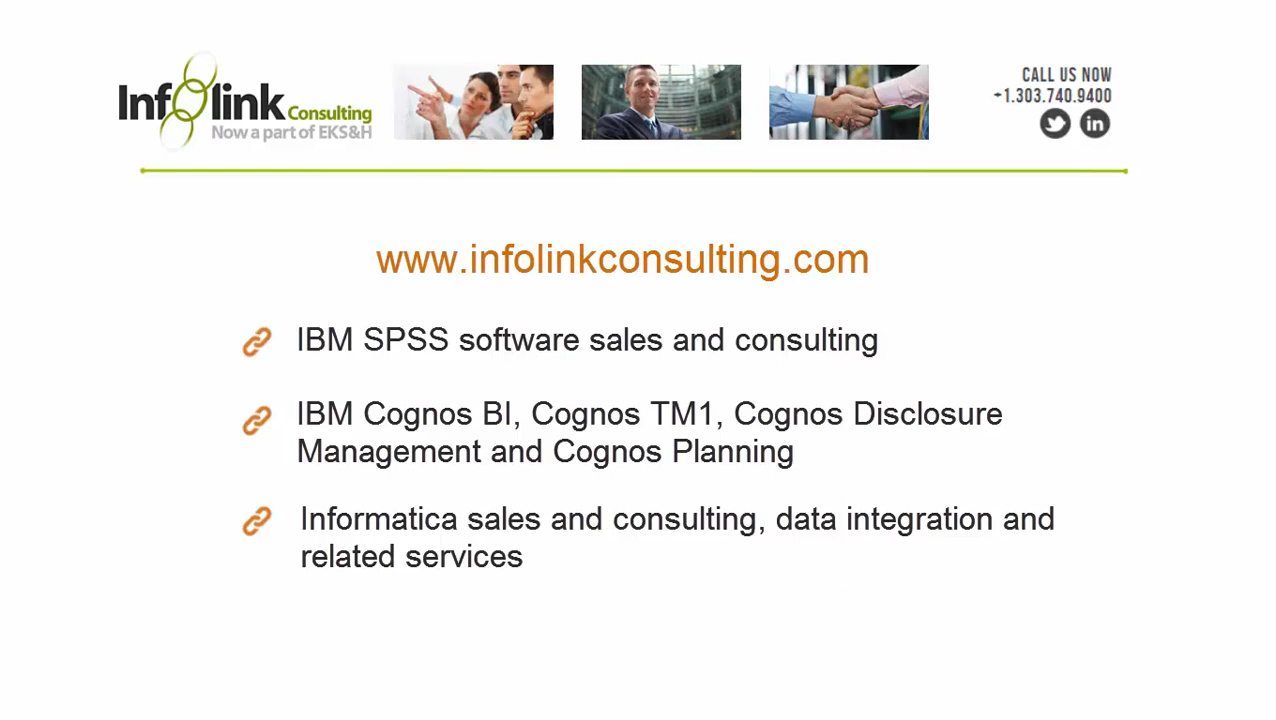 Infolink Consulting
Now a part of EKS&H
CALL US NOW
+1.303.740.9400
in
www.infolinkconsulting.com
IBM SPSS software sales and consulting
IBM Cognos BI, Cognos TM1, Cognos Disclosure
Management and Cognos Planning
Informatica sales and consulting, data integration and
related services